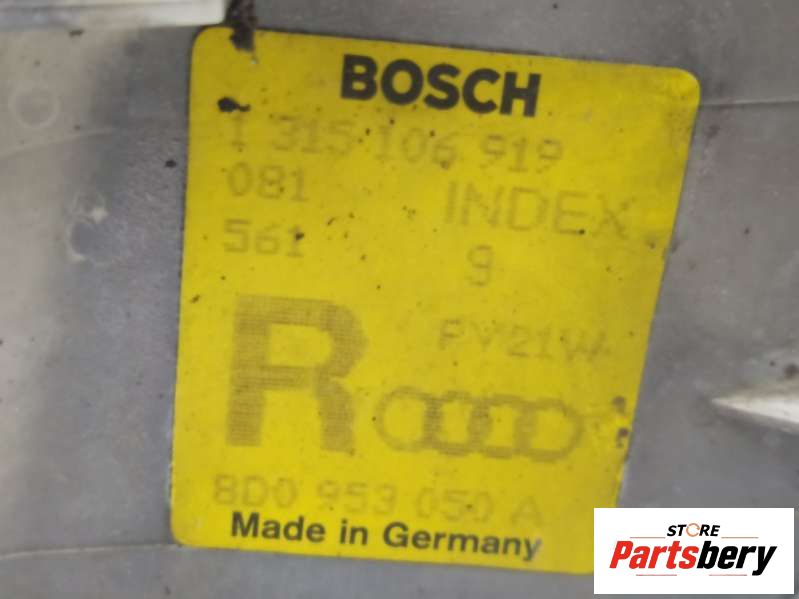 BOSCH
1 315 106 919
081 INDEX
561 9
PY21W
R
8D0 953 050 A
Made in Germany
STORE
Partsbery